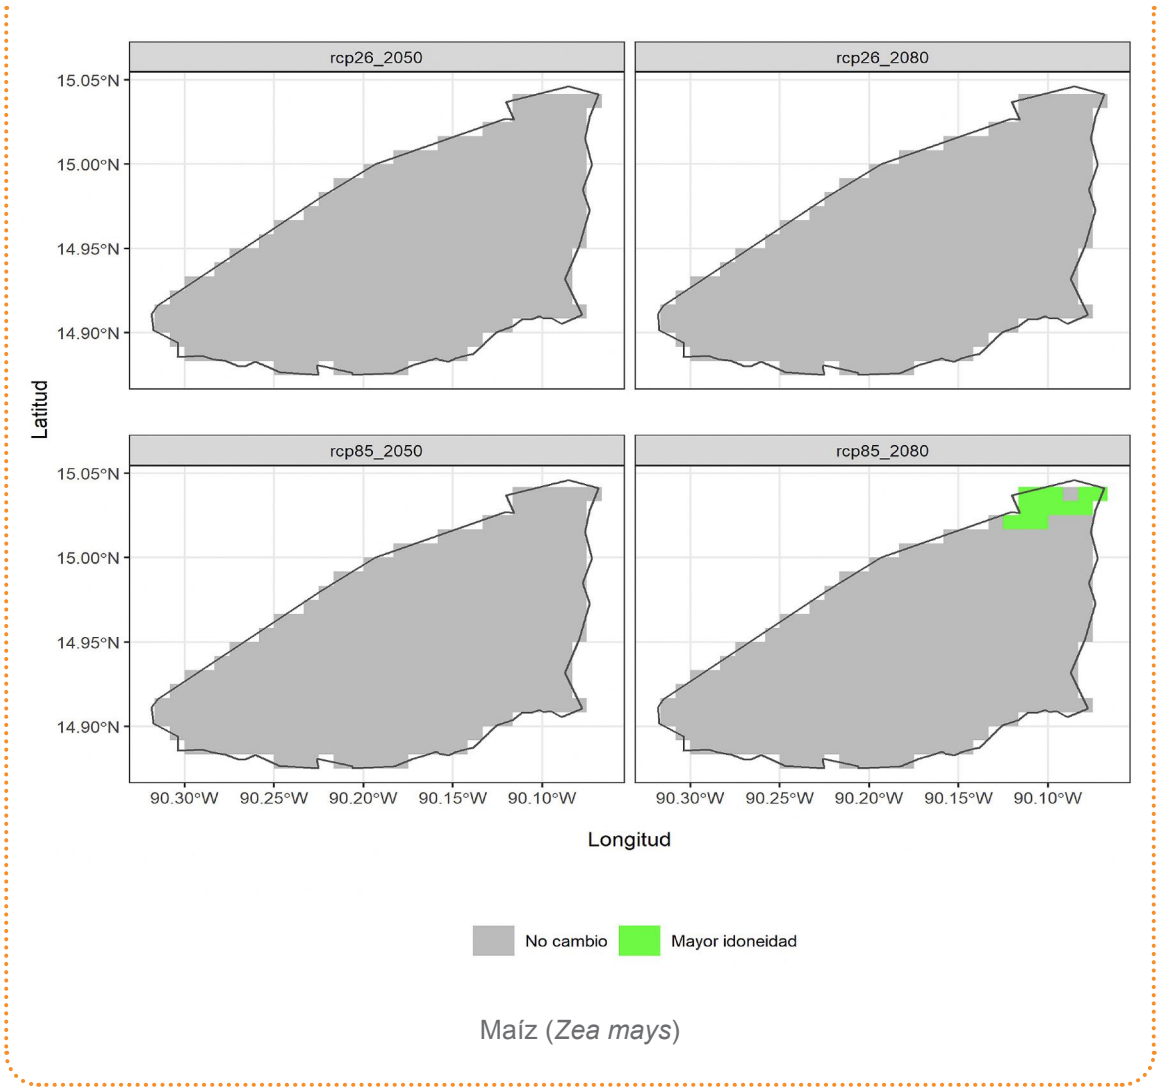 rcp26_2050
rcp26_2080
15.05°N
15.00°N
14.95°N
14.90°N
Latitud
rcp85_2050
rcp85_2080
15.05°N
15.00°N
14.95°N
14.90°N
90.30°W 90.25°W 90.20°W 90.15°W 90.10°W
90.30°W 90.25°W 90.20°W 90.15°W 90.10°W
Longitud
No cambio Mayor idoneidad
Maíz (Zea mays)